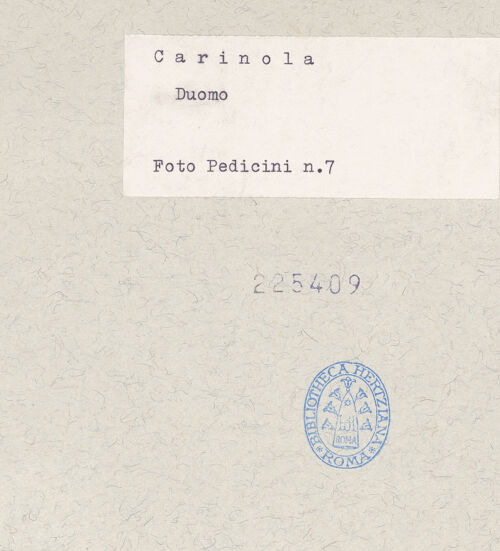 Carinola
Duomo
Foto Pedicini n.7
225409
*BIBLIOTHECA HERTZIANA*
ROMA
ROMA